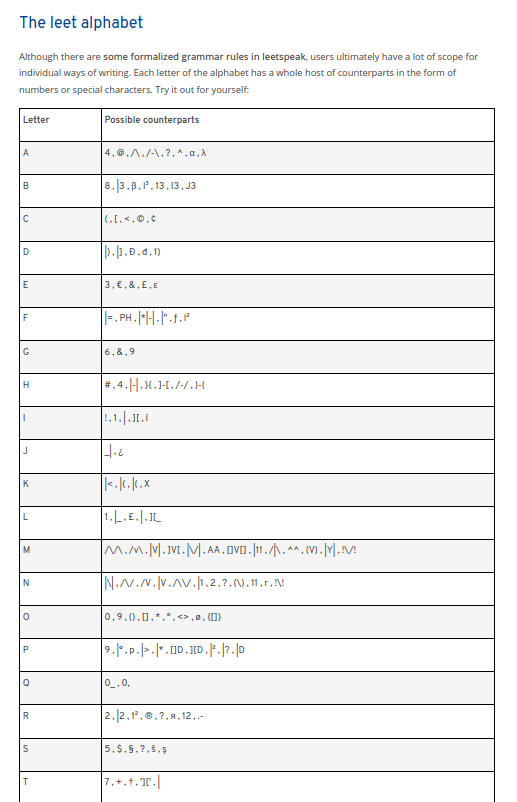 The leet alphabet
Although there are some formalized grammar rules in leetspeak, users ultimately have a lot of scope for
individual ways of writing. Each letter of the alphabet has a whole host of counterparts in the form of
numbers or special characters. Try it out for yourself:
Letter Possible counterparts
A 4 , @ , /\ , /-\ , ? , ^ , α , λ
B 8 , |3 , ß , l³ , 13 , I3 , J3
C ( , [ , < , © , ¢
D |) , |] , Ð , đ , 1)
E 3 , € , & , £ , ε
F |= , PH , |*|-| , |" , ƒ , l²
G 6 , & , 9
H # , 4 , |-| , }{ , ]-[ , /-/ , )-(
I ! , 1 , | , ][ , ỉ
J _| , ¿
K |< , |( , |{ , X
L 1 , |_ , £ , | , ][_
M /\/\ , /v\ , |V| , ]V[ , |\/| , AA , []V[] , |11 , /|\ , ^^ , (V) , |Y| , !\/!
N |\| , /\/ , /V , |V , /\\/ , |1 , 2 , ? , (\) , 11 , r , !\!
O 0 , 9 , () , [] , * , ° , <> , ø , {[]}
P 9 , |° , p , |> , |* , []D , ][D , |² , |? , |D
Q 0_ , 0,
R 2 , |2 , 1² , ® , ? , я , 12 , .-
S 5 , $ , § , ? , ŝ , ş
T 7 , + , † , '][' , |